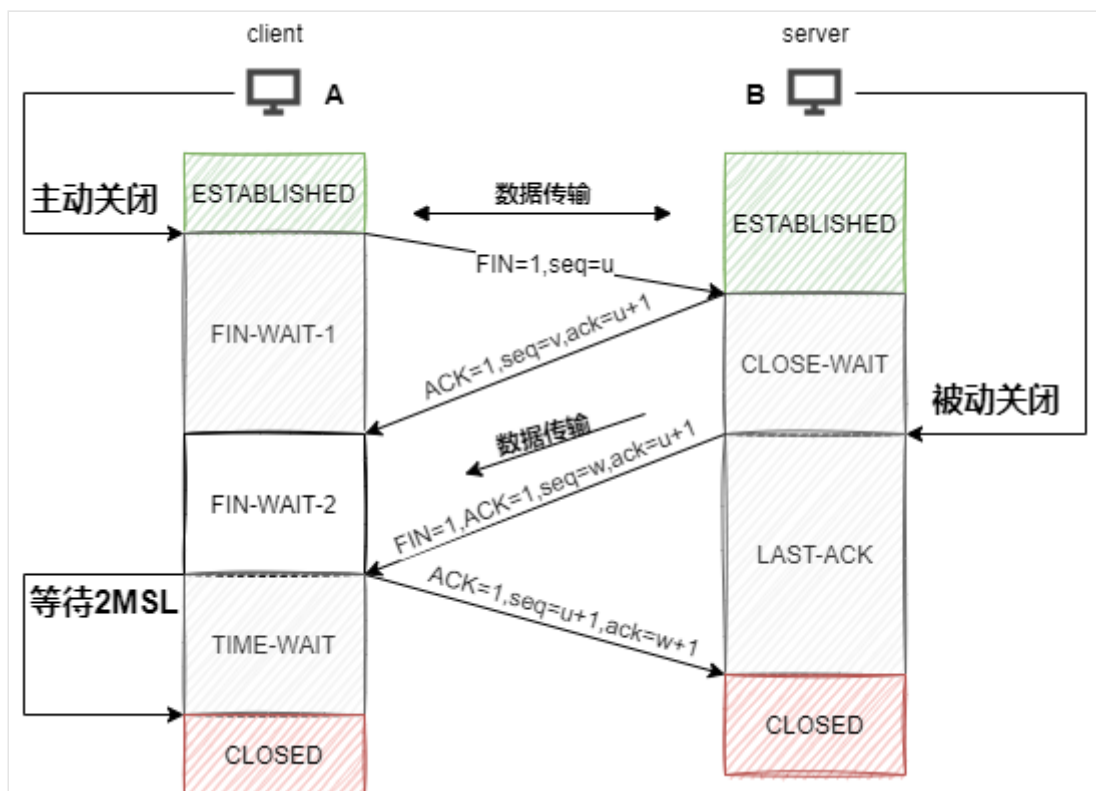 client
server
A
B
ESTABLISHED
数据传输
主动关闭
ESTABLISHED
FIN=1,seq=u
FIN-WAIT-1
ACK=1,seq=v,ack=u+1
CLOSE-WAIT
被动关闭
数据传输
FIN-WAIT-2
FIN=1,ACK=1,seq=w,ack=u+1
LAST-ACK
等待2MSL
ACK=1,seq=u+1,ack=w+1
TIME-WAIT
CLOSED
CLOSED